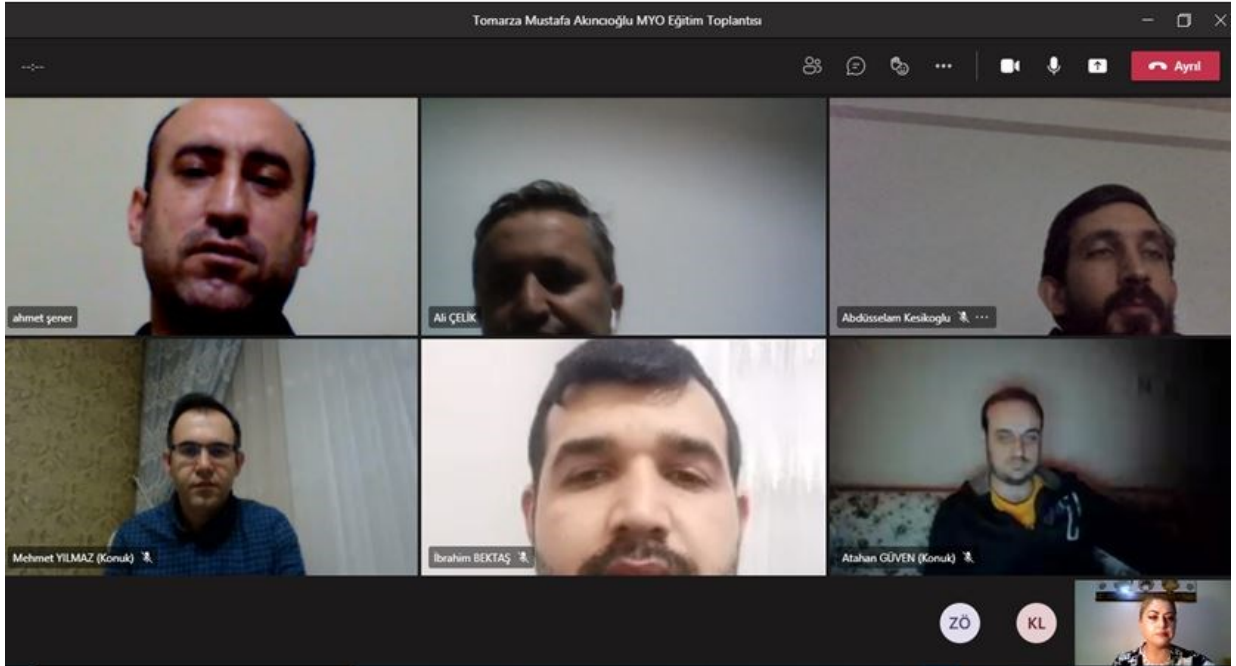 Tomarza Mustafa Akıncıoğlu MYO Eğitim Toplantısı
--:--
Ayrıl
ahmet şener
Ali ÇELİK
Abdüsselam Kesikoglu
Mehmet YILMAZ (Konuk)
İbrahim BEKTAŞ
Atahan GÜVEN (Konuk)
ZÖ
KL